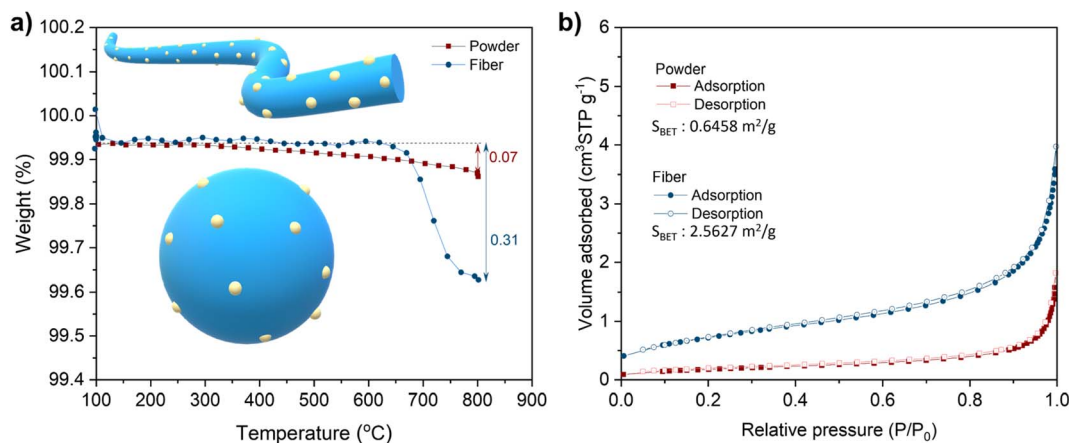 a)
100.2
100.1
100.0
99.9
99.8
99.7
99.6
99.5
99.4
Weight (%)
Powder
Fiber
0.07
0.31
100 200 300 400 500 600 700 800 900
Temperature (°C)
b)
6
5
4
3
2
1
0
Volume adsorbed (cm³STP g⁻¹)
Powder
Adsorption
Desorption
S_BET : 0.6458 m²/g
Fiber
Adsorption
Desorption
S_BET : 2.5627 m²/g
0.0 0.2 0.4 0.6 0.8 1.0
Relative pressure (P/P₀)